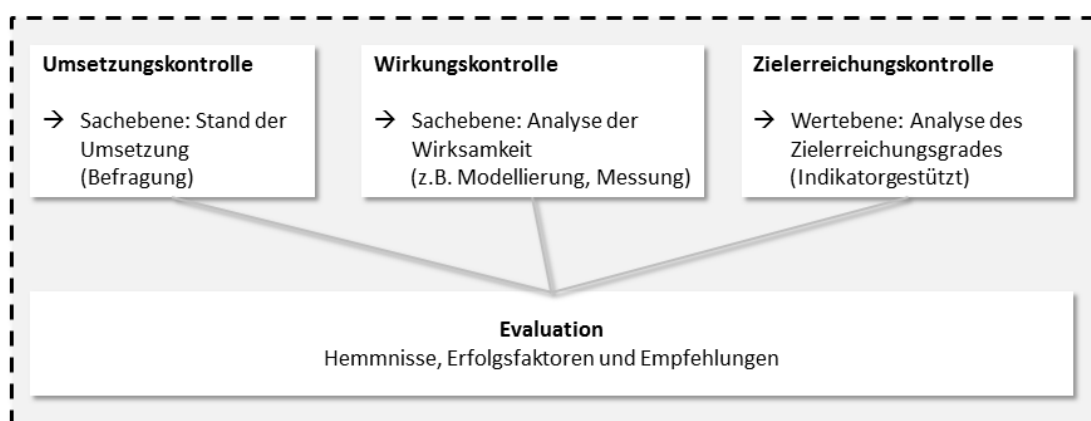 Umsetzungskontrolle
→ Sachebene: Stand der
Umsetzung
(Befragung)
Wirkungskontrolle
→ Sachebene: Analyse der
Wirksamkeit
(z.B. Modellierung, Messung)
Zielerreichungskontrolle
→ Wertebene: Analyse des
Zielerreichungsgrades
(Indikatorgestützt)
Evaluation
Hemmnisse, Erfolgsfaktoren und Empfehlungen